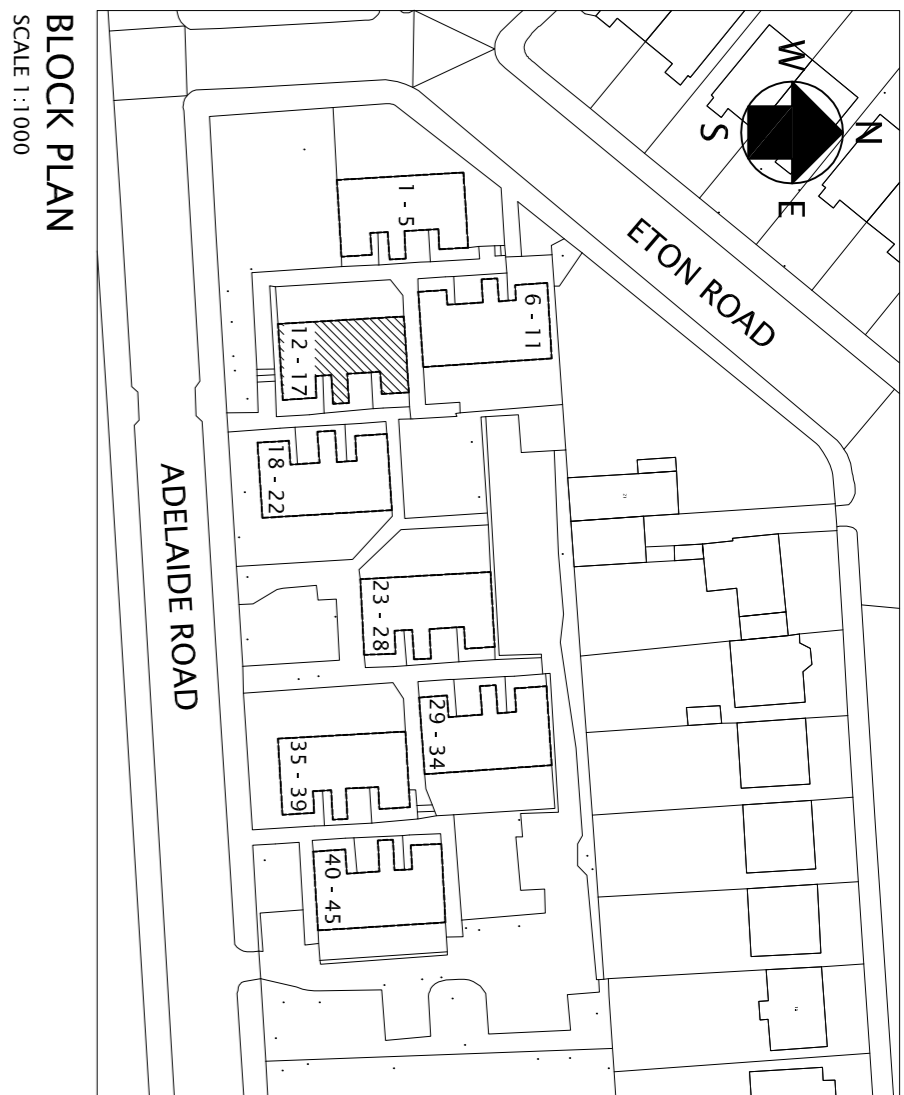 BLOCK PLAN
SCALE 1:1000
W
N
S
E
ETON ROAD
ADELAIDE ROAD
1 - 5
6 - 11
12 - 17
18 - 22
23 - 28
29 - 34
35 - 39
40 - 45